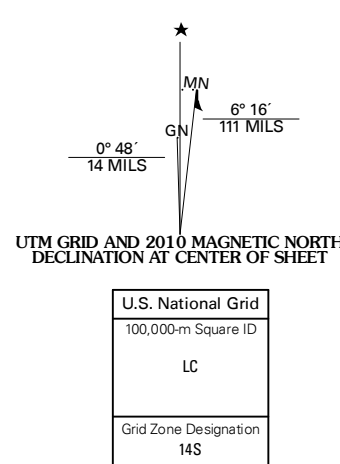 ★
MN
6° 16´
111 MILS
GN
0° 48´
14 MILS
UTM GRID AND 2010 MAGNETIC NORTH
DECLINATION AT CENTER OF SHEET
U.S. National Grid
100,000-m Square ID
LC
Grid Zone Designation
14S